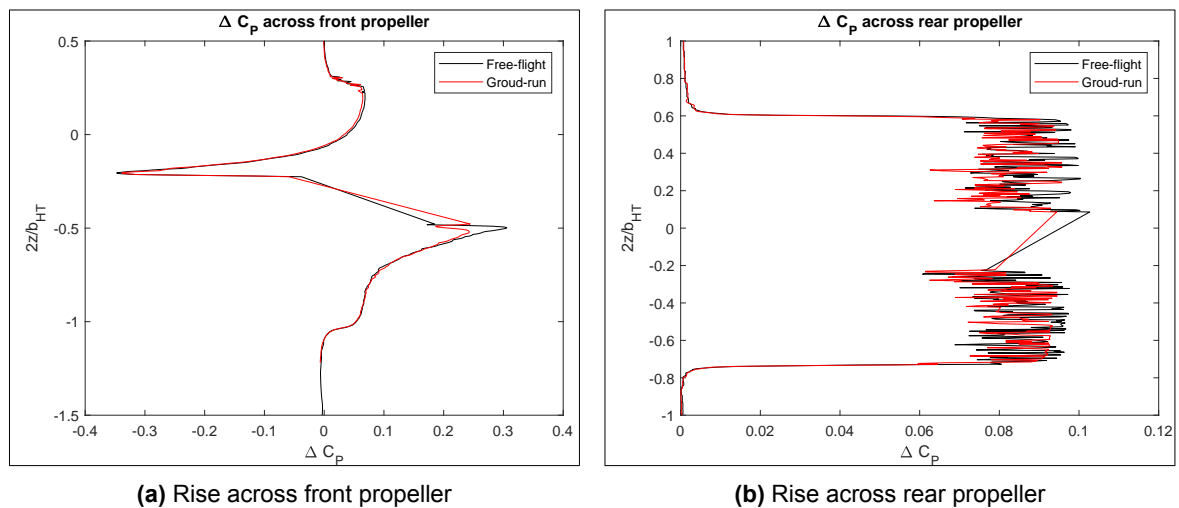 Δ C_P across front propeller
0.5
0
-0.5
-1
-1.5
2z/b_HT
-0.4 -0.3 -0.2 -0.1 0 0.1 0.2 0.3 0.4
Δ C_P
Free-flight
Groud-run
(a) Rise across front propeller
Δ C_P across rear propeller
1
0.8
0.6
0.4
0.2
0
-0.2
-0.4
-0.6
-0.8
-1
2z/b_HT
0 0.02 0.04 0.06 0.08 0.1 0.12
Δ C_P
Free-flight
Groud-run
(b) Rise across rear propeller